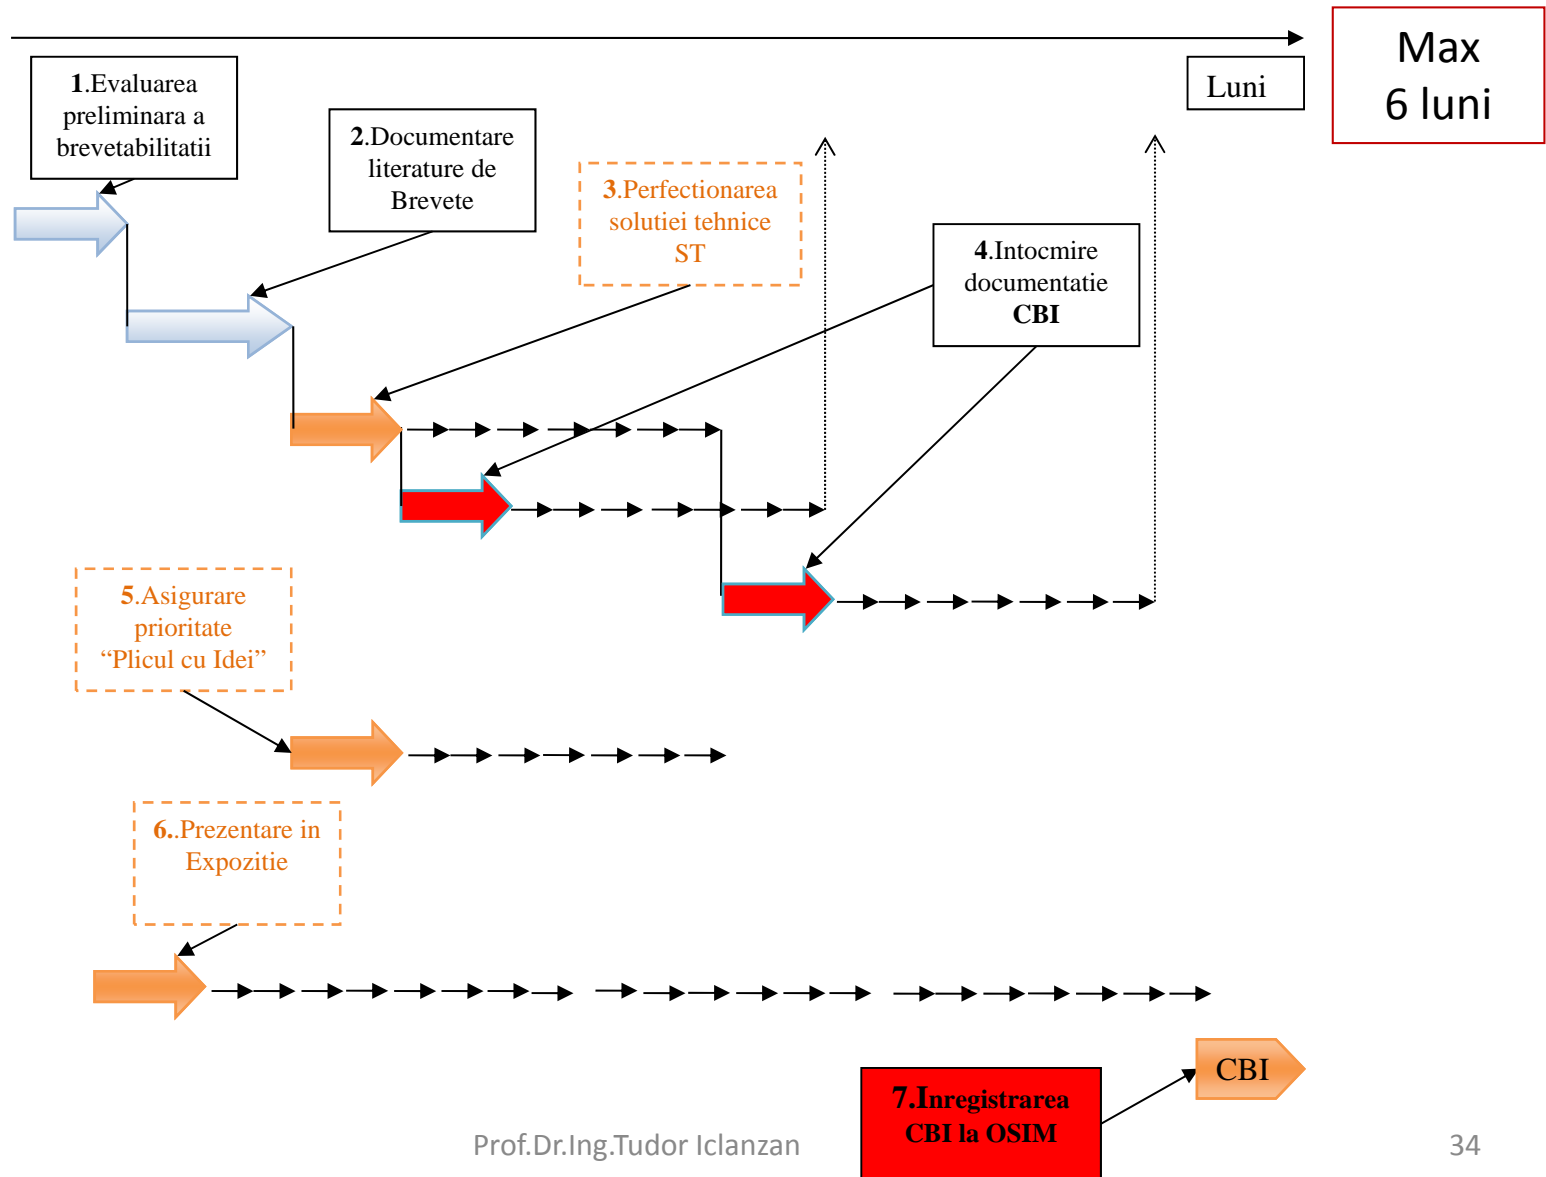 Max
6 luni
Luni
1.Evaluarea
preliminara a
brevetabilitatii
2.Documentare
literature de
Brevete
3.Perfectionarea
solutiei tehnice
ST
4.Intocmire
documentatie
CBI
5.Asigurare
prioritate
“Plicul cu Idei”
6..Prezentare in
Expozitie
CBI
7.Inregistrarea
CBI la OSIM
Prof.Dr.Ing.Tudor Iclanzan
34